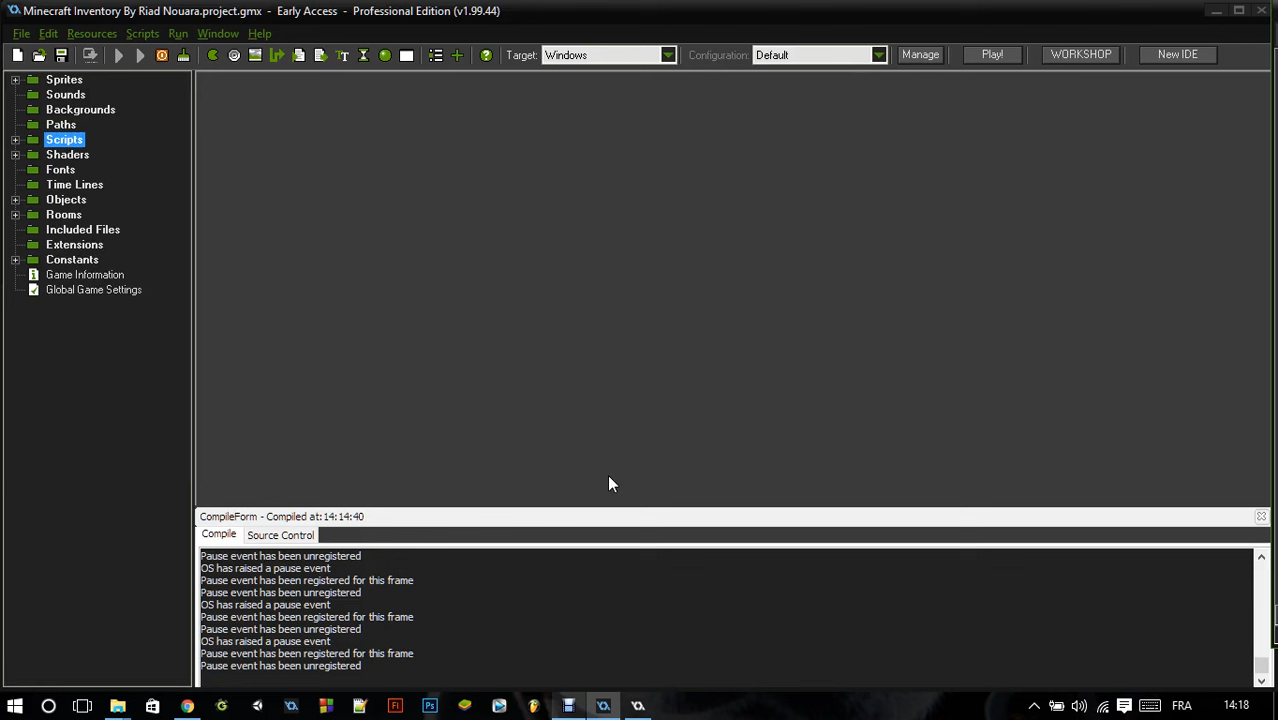 Minecraft Inventory By Riad Nouara.project.gmx - Early Access - Professional Edition (v1.99.44)
File Edit Resources Scripts Run Window Help
Target: Windows Configuration: Default Manage Play! WORKSHOP New IDE
Sprites
Sounds
Backgrounds
Paths
Scripts
Shaders
Fonts
Time Lines
Objects
Rooms
Included Files
Extensions
Constants
Game Information
Global Game Settings
CompileForm - Compiled at:14:14:40
Compile Source Control
Pause event has been unregistered
OS has raised a pause event
Pause event has been registered for this frame
Pause event has been unregistered
OS has raised a pause event
Pause event has been registered for this frame
Pause event has been unregistered
OS has raised a pause event
Pause event has been registered for this frame
Pause event has been unregistered
FRA 14:18